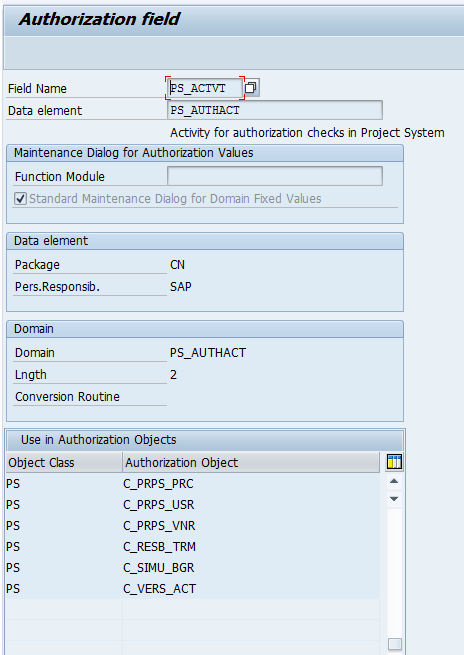 Authorization field
Field Name PS_ACTVT
Data element PS_AUTHACT
Activity for authorization checks in Project System
Maintenance Dialog for Authorization Values
Function Module
Standard Maintenance Dialog for Domain Fixed Values
Data element
Package CN
Pers.Responsib. SAP
Domain
Domain PS_AUTHACT
Lngth 2
Conversion Routine
Use in Authorization Objects
Object Class Authorization Object
PS C_PRPS_PRC
PS C_PRPS_USR
PS C_PRPS_VNR
PS C_RESB_TRM
PS C_SIMU_BGR
PS C_VERS_ACT